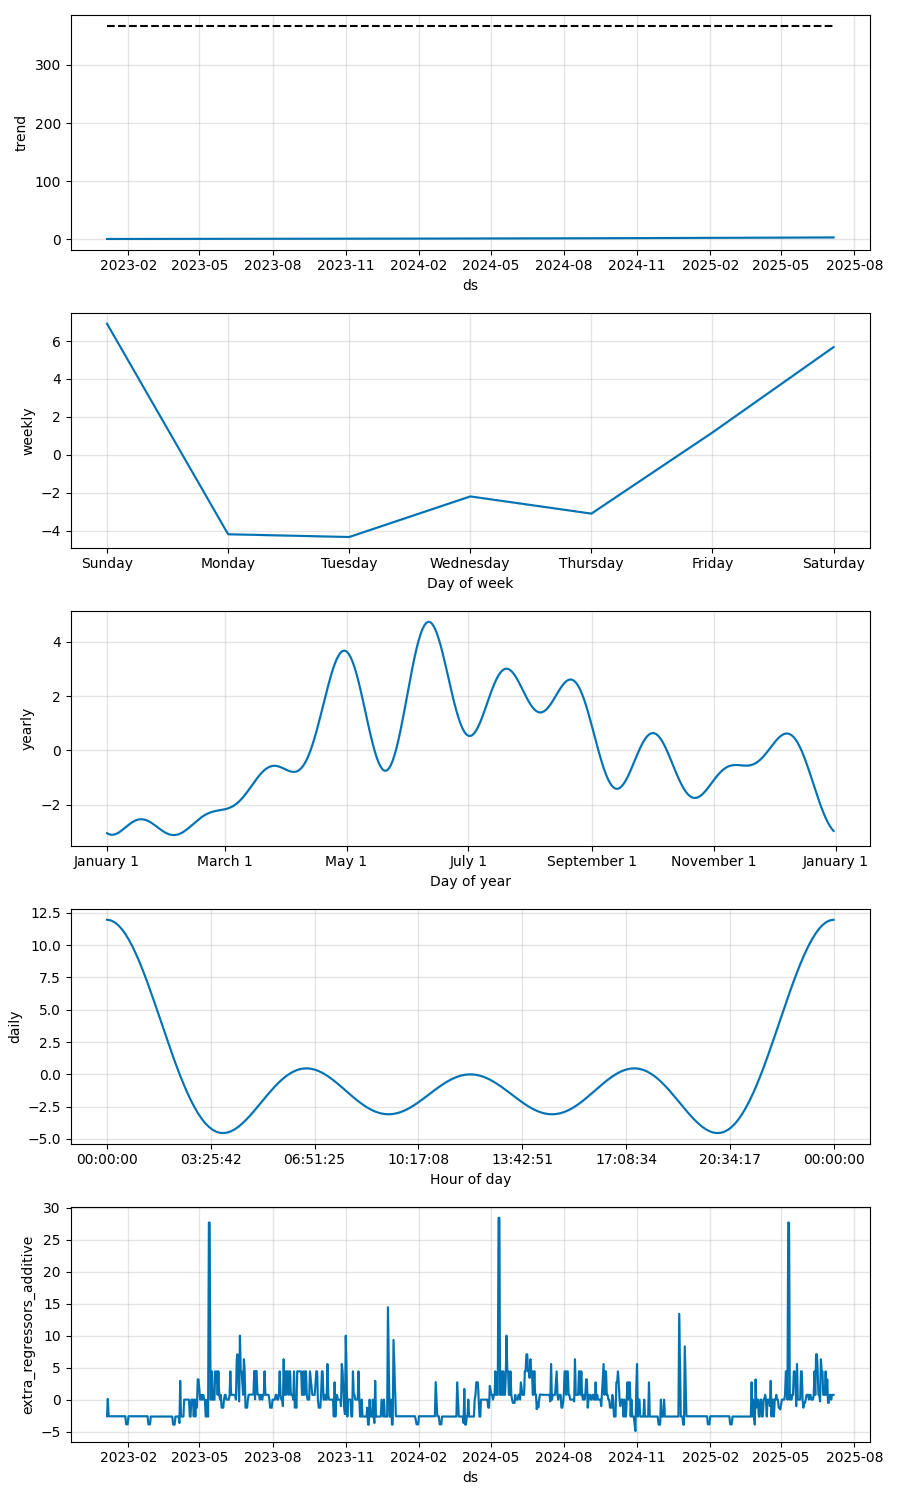 300
200
100
0
trend
2023-02 2023-05 2023-08 2023-11 2024-02 2024-05 2024-08 2024-11 2025-02 2025-05 2025-08
ds
6
4
2
0
−2
−4
weekly
Sunday Monday Tuesday Wednesday Thursday Friday Saturday
Day of week
4
2
0
−2
yearly
January 1 March 1 May 1 July 1 September 1 November 1 January 1
Day of year
12.5
10.0
7.5
5.0
2.5
0.0
−2.5
−5.0
daily
00:00:00 03:25:42 06:51:25 10:17:08 13:42:51 17:08:34 20:34:17 00:00:00
Hour of day
30
25
20
15
10
5
0
−5
extra_regressors_additive
2023-02 2023-05 2023-08 2023-11 2024-02 2024-05 2024-08 2024-11 2025-02 2025-05 2025-08
ds